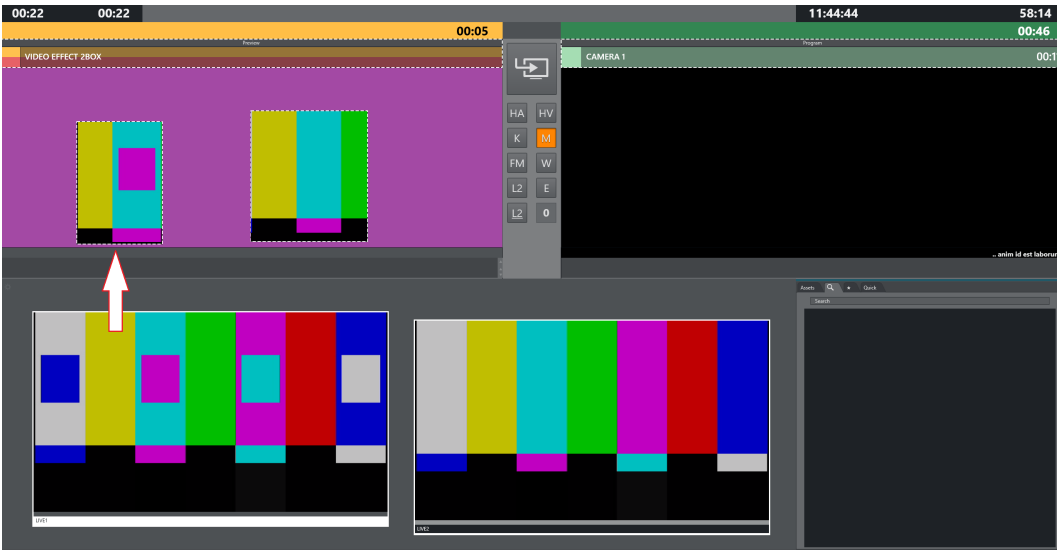 00:22 00:22 11:44:44 58:14
00:05 00:46
Preview Program
VIDEO EFFECT 2BOX CAMERA 1 00:1
HA HV
K M
FM W
L2 E
L2 0
.. anim id est laborum
Assets Quick
Search
LIVE1
LIVE2